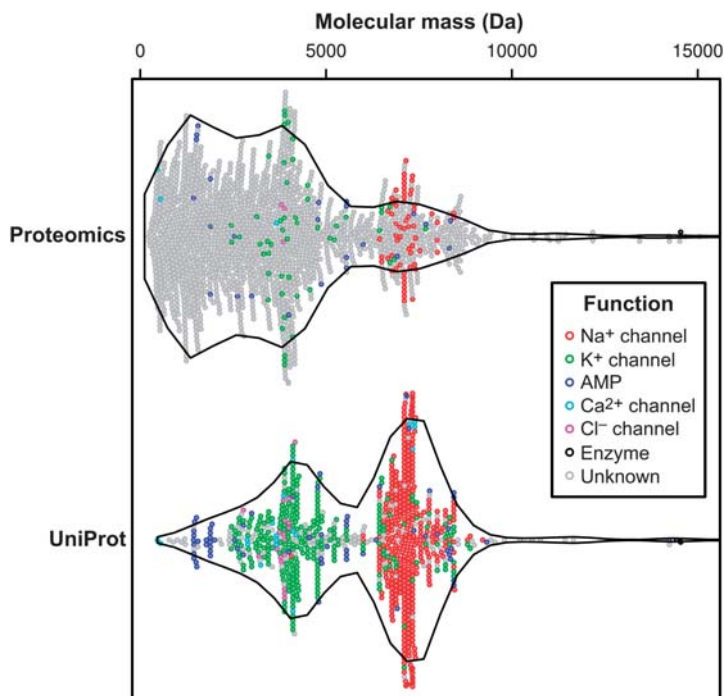 Molecular mass (Da)
0 5000 10000 15000
Proteomics
Function
Na⁺ channel
K⁺ channel
AMP
Ca²⁺ channel
Cl⁻ channel
Enzyme
Unknown
UniProt